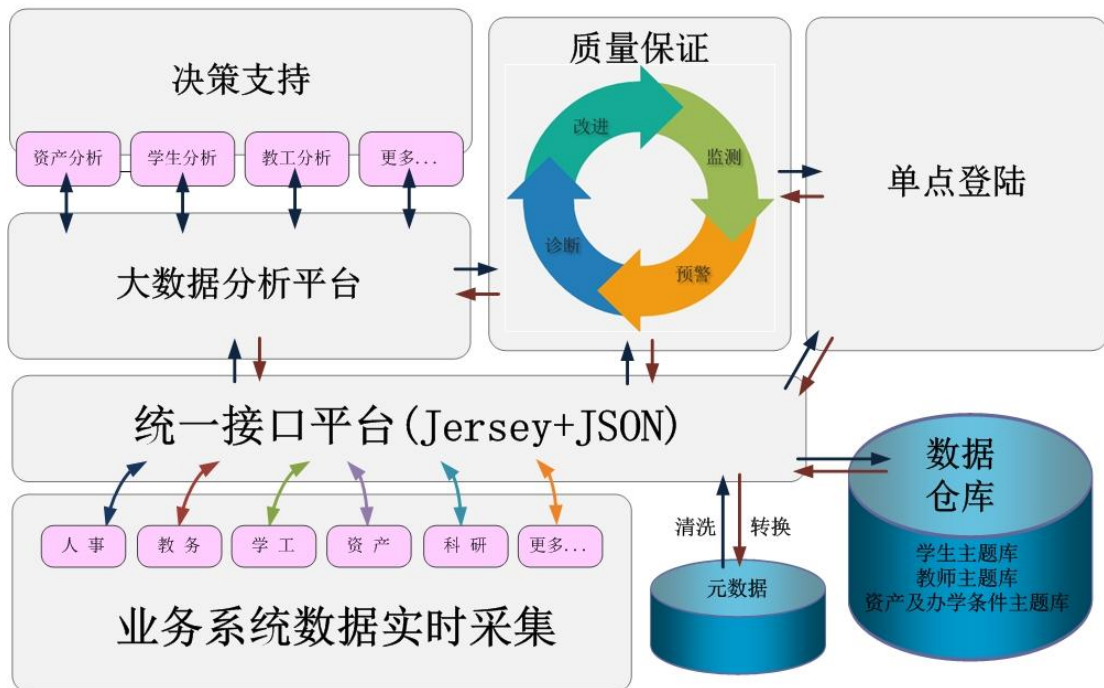 决策支持
资产分析
学生分析
教工分析
更多...
质量保证
改进
监测
诊断
预警
单点登陆
大数据分析平台
统一接口平台(Jersey+JSON)
人 事
教 务
学 工
资 产
科 研
更多...
业务系统数据实时采集
清洗
转换
元数据
数据
仓库
学生主题库
教师主题库
资产及办学条件主题库